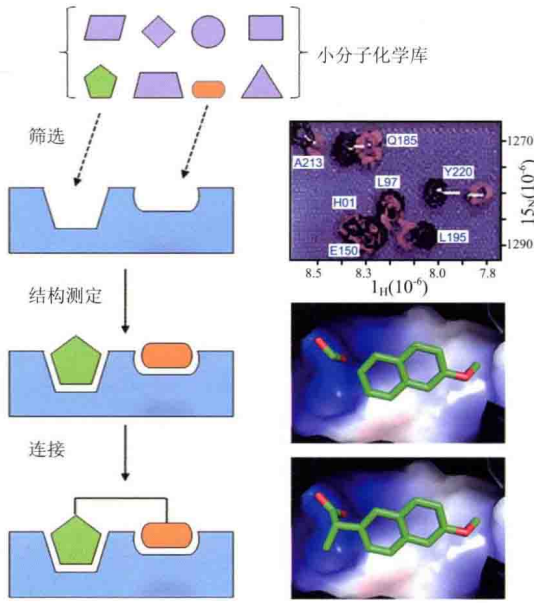 小分子化学库
筛选
Q185
A213
Y220
L97
H01
L195
E150
1270
1290
15N(10-6)
8.5
8.3
8.0
7.8
1H(10-6)
结构测定
连接